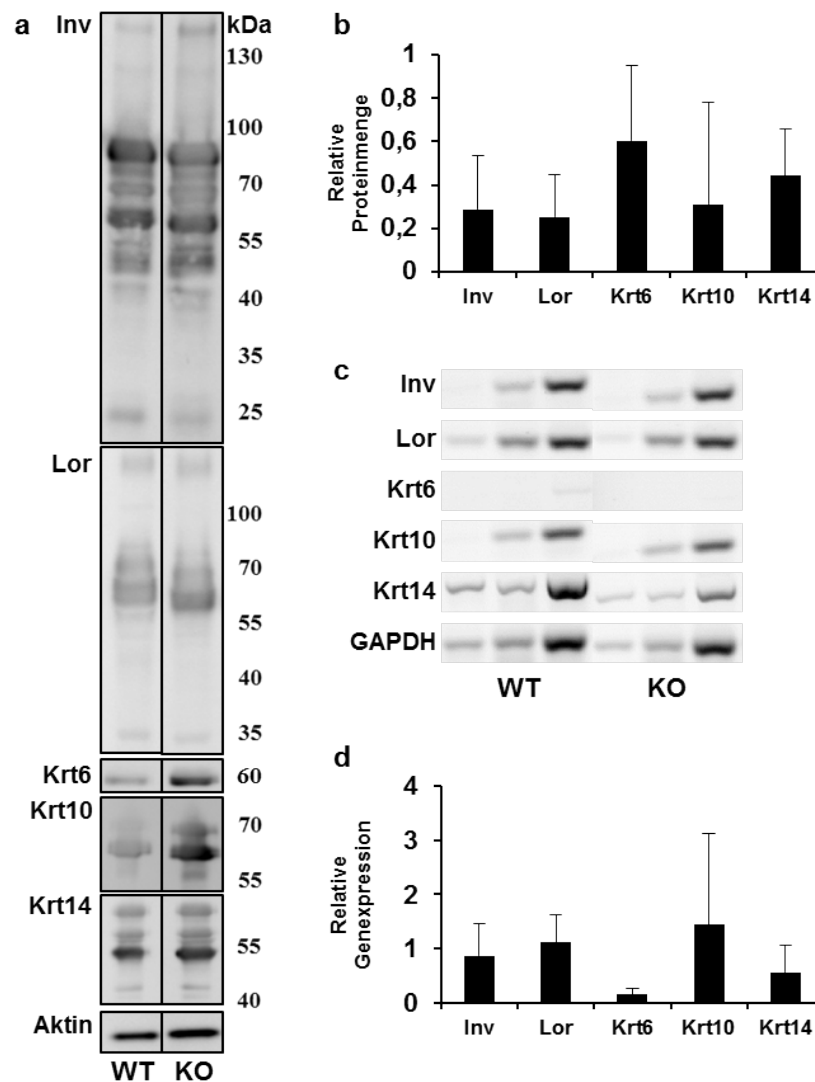 a
Inv
kDa
130
100
70
55
40
35
25
Lor
100
70
55
40
35
Krt6
60
Krt10
70
55
Krt14
55
40
Aktin
WT KO
b
Relative
Proteinmenge
1
0,8
0,6
0,4
0,2
0
Inv Lor Krt6 Krt10 Krt14
c
Inv
Lor
Krt6
Krt10
Krt14
GAPDH
WT KO
d
Relative
Genexpression
4
3
2
1
0
Inv Lor Krt6 Krt10 Krt14